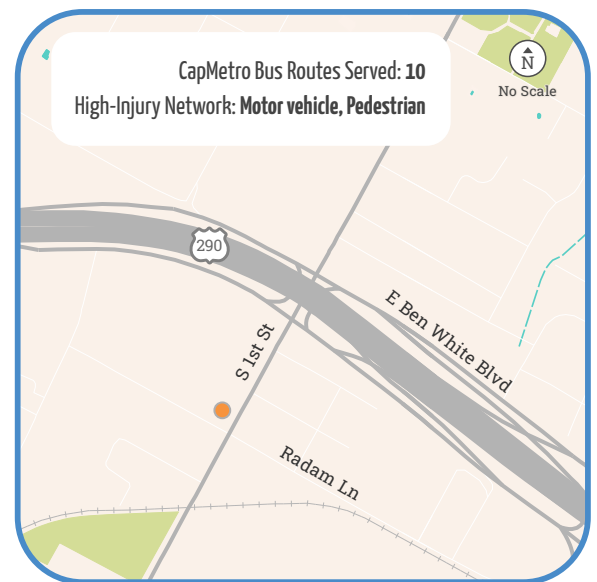 CapMetro Bus Routes Served: 10
High-Injury Network: Motor vehicle, Pedestrian
N
No Scale
290
E Ben White Blvd
S 1st St
Radam Ln